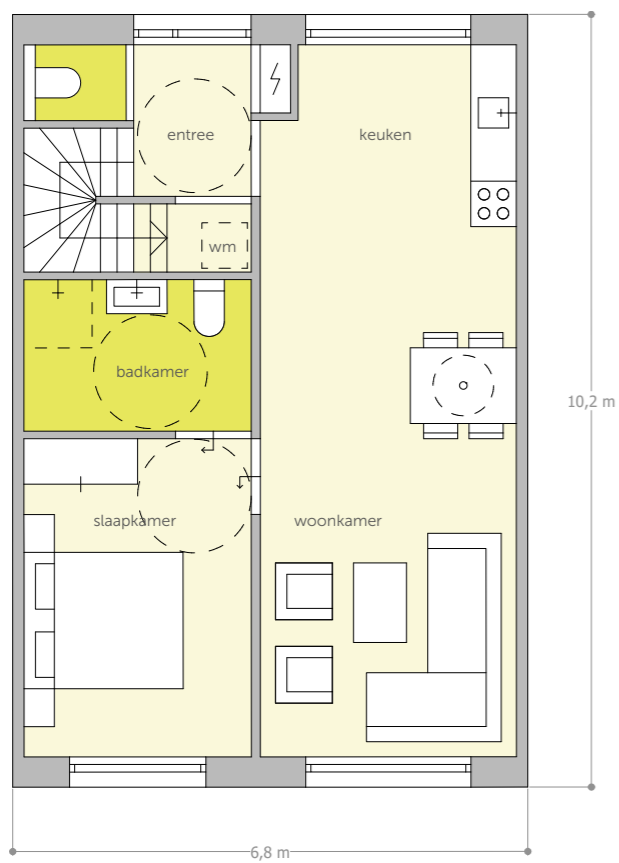 entree
keuken
wm
badkamer
10,2 m
slaapkamer
woonkamer
6,8 m